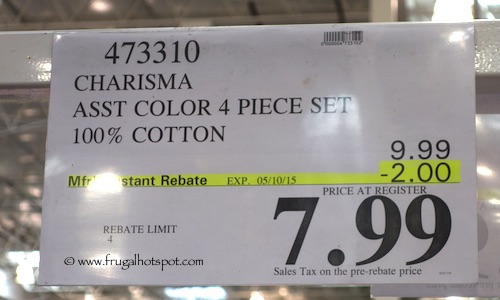 473310
CHARISMA
ASST COLOR 4 PIECE SET
100% COTTON
9.99
Rebate EXP. 05/10/15 -2.00
PRICE AT REGISTER
7.99
REBATE LIMIT
4
© www.frugalhotspot.com
Sales Tax on the pre-rebate price